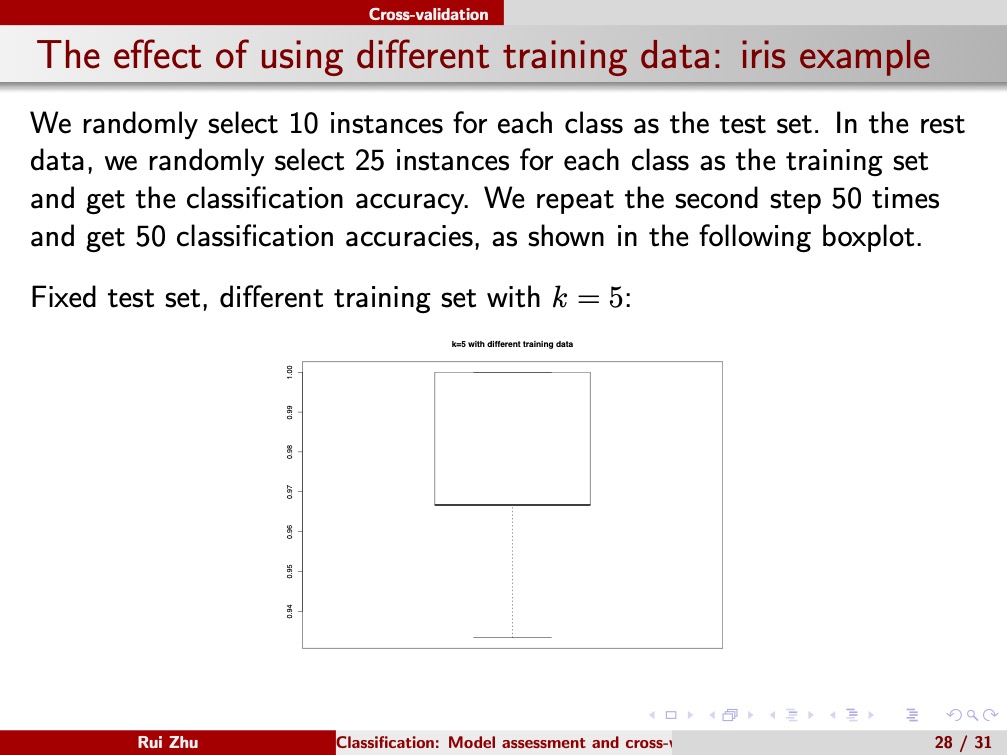 Cross-validation
The effect of using different training data: iris example
We randomly select 10 instances for each class as the test set. In the rest
data, we randomly select 25 instances for each class as the training set
and get the classification accuracy. We repeat the second step 50 times
and get 50 classification accuracies, as shown in the following boxplot.
Fixed test set, different training set with k = 5:
k=5 with different training data
1.00
0.99
0.98
0.97
0.96
0.95
0.94
Rui Zhu
Classification: Model assessment and cross-v
28 / 31